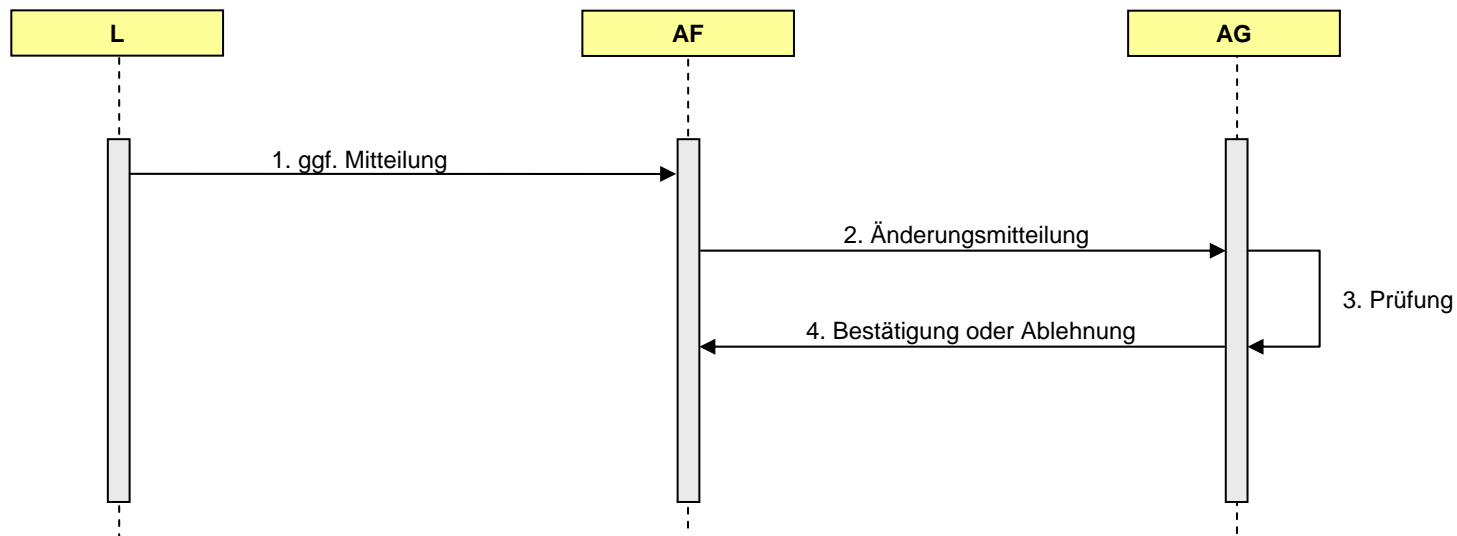 L
AF
AG
1. ggf. Mitteilung
2. Änderungsmitteilung
3. Prüfung
4. Bestätigung oder Ablehnung